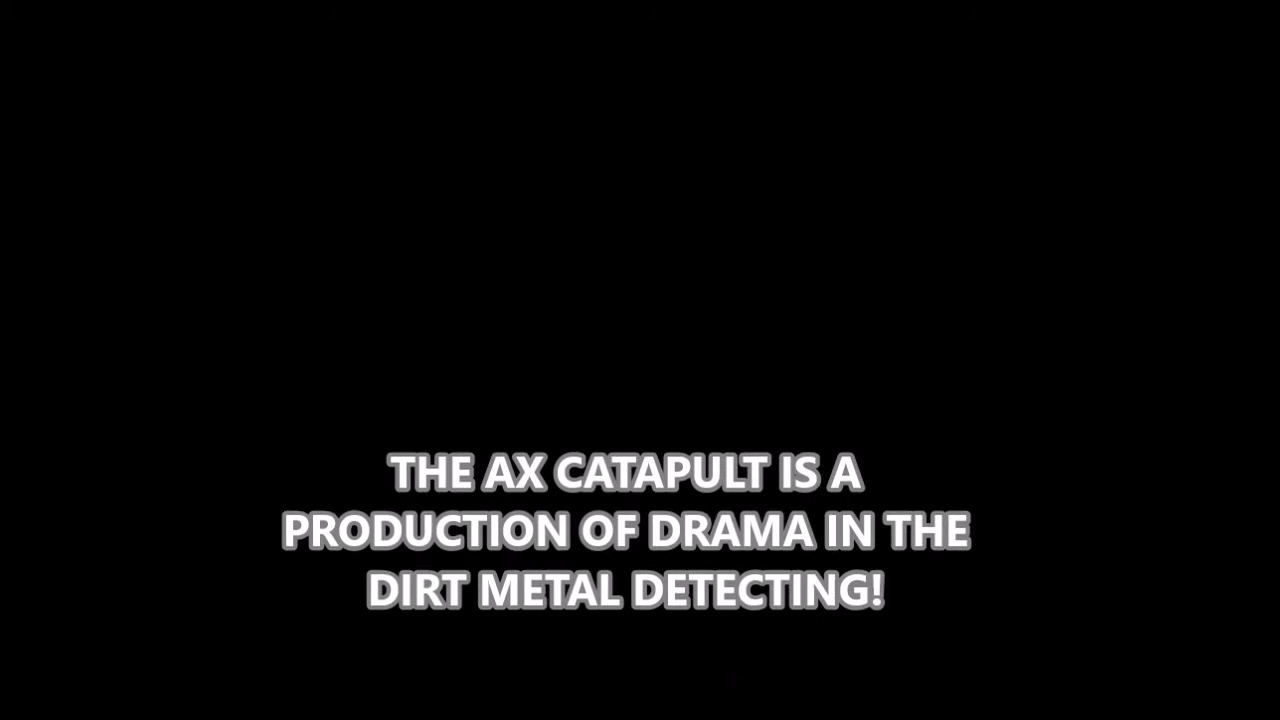 THE AX CATAPULT IS A
PRODUCTION OF DRAMA IN THE
DIRT METAL DETECTING!